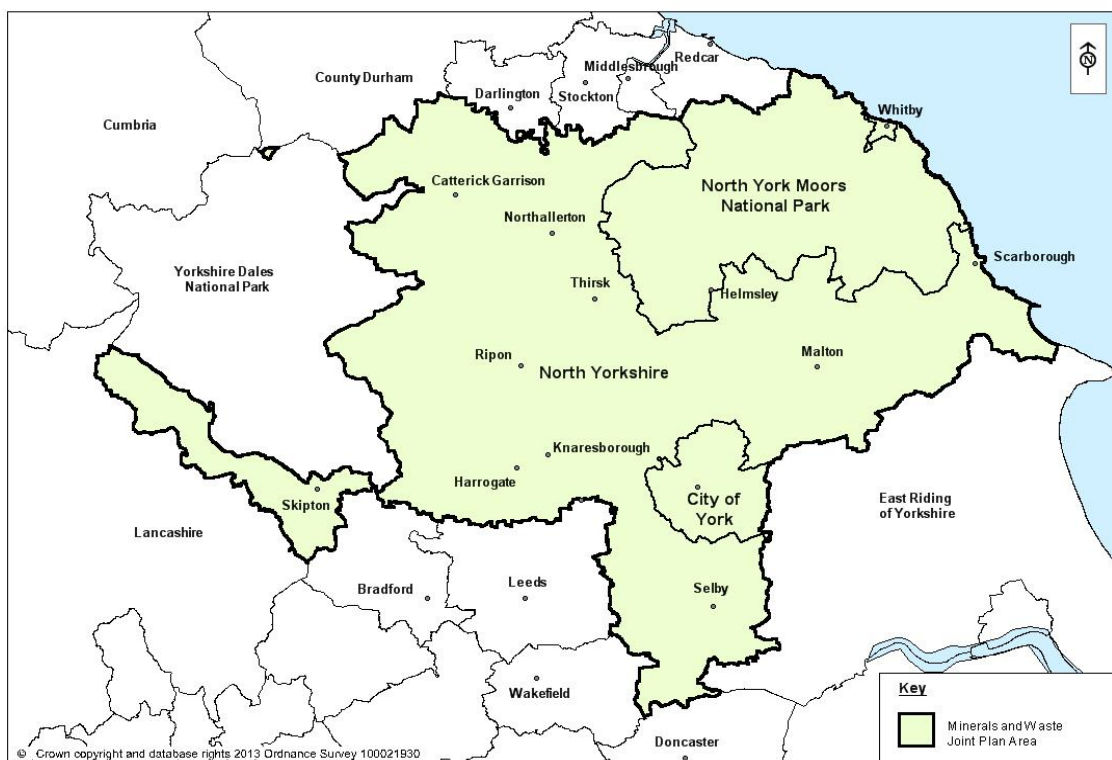 Redcar
Middlesbrough
County Durham
Darlington
Stockton
Whitby
Cumbria
Catterick Garrison
North York Moors
National Park
Northallerton
Scarborough
Yorkshire Dales
National Park
Thirsk
Helmsley
Ripon
North Yorkshire
Malton
Knaresborough
Harrogate
Skipton
City of
York
East Riding
of Yorkshire
Lancashire
Bradford
Leeds
Selby
Wakefield
Doncaster
N
Key
Minerals and Waste
Joint Plan Area
© Crown copyright and database rights 2013 Ordnance Survey 100021930